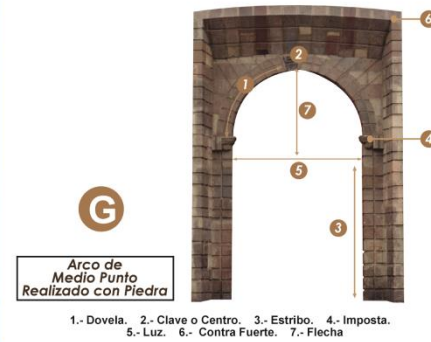 6
2
1
7
4
5
3
G
Arco de
Medio Punto
Realizado con Piedra
1.- Dovela. 2.- Clave o Centro. 3.- Estribo. 4.- Imposta.
5.- Luz. 6.- Contra Fuerte. 7.- Flecha